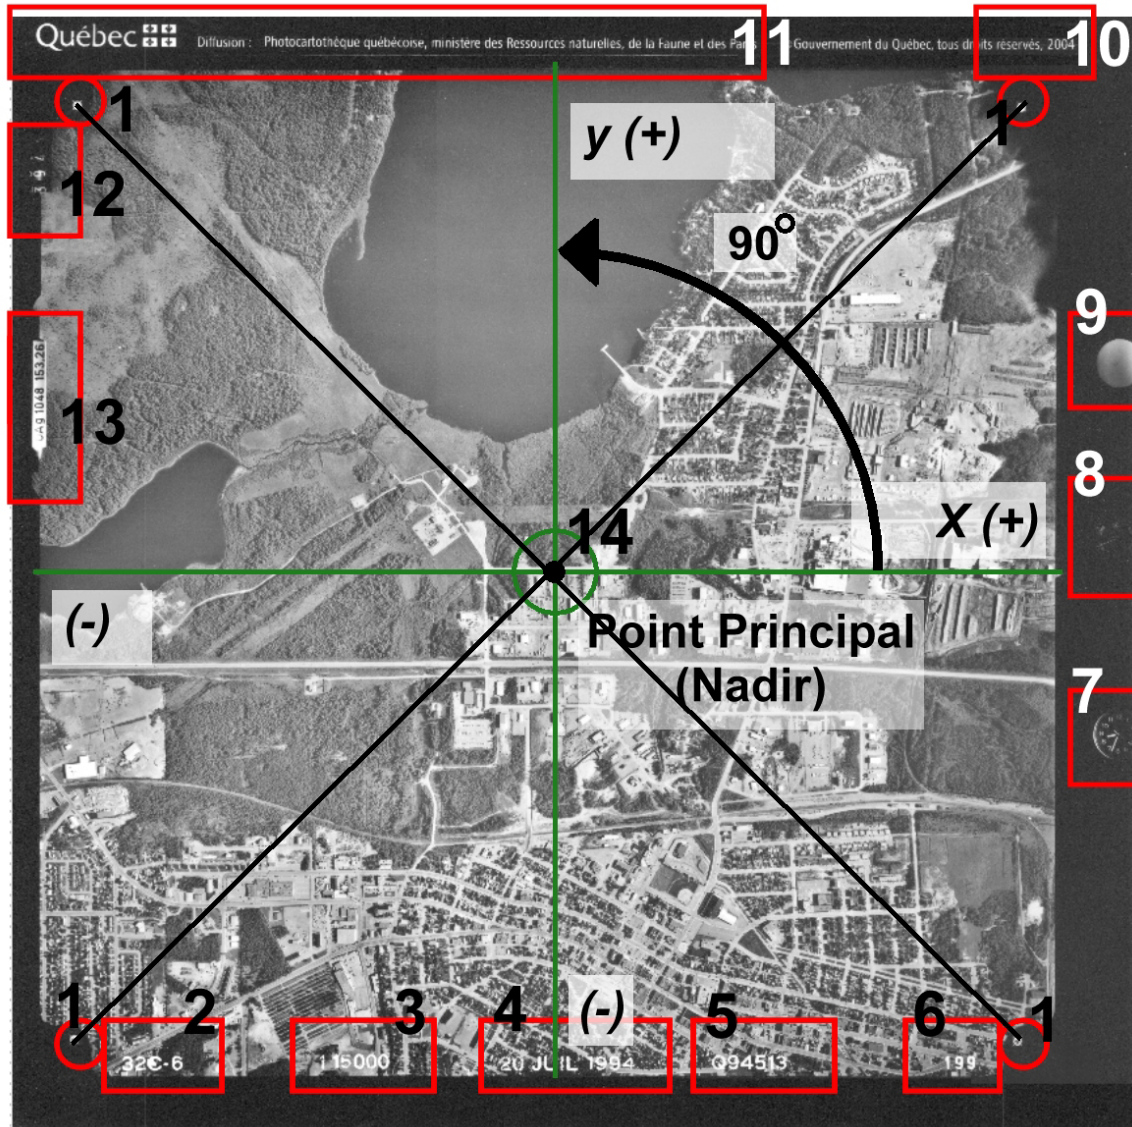 Québec
Diffusion : Photocartothèque québécoise, ministère des Ressources naturelles, de la Faune et des Parcs
11
Gouvernement du Québec, tous droits réservés, 2004
10
1
1
y (+)
12
90°
9
13
8
14
X (+)
(-)
Point Principal
(Nadir)
7
1
2
3
4
(-)
5
6
1
32C-6
1 15000
20 JUIL 1994
Q94513
199